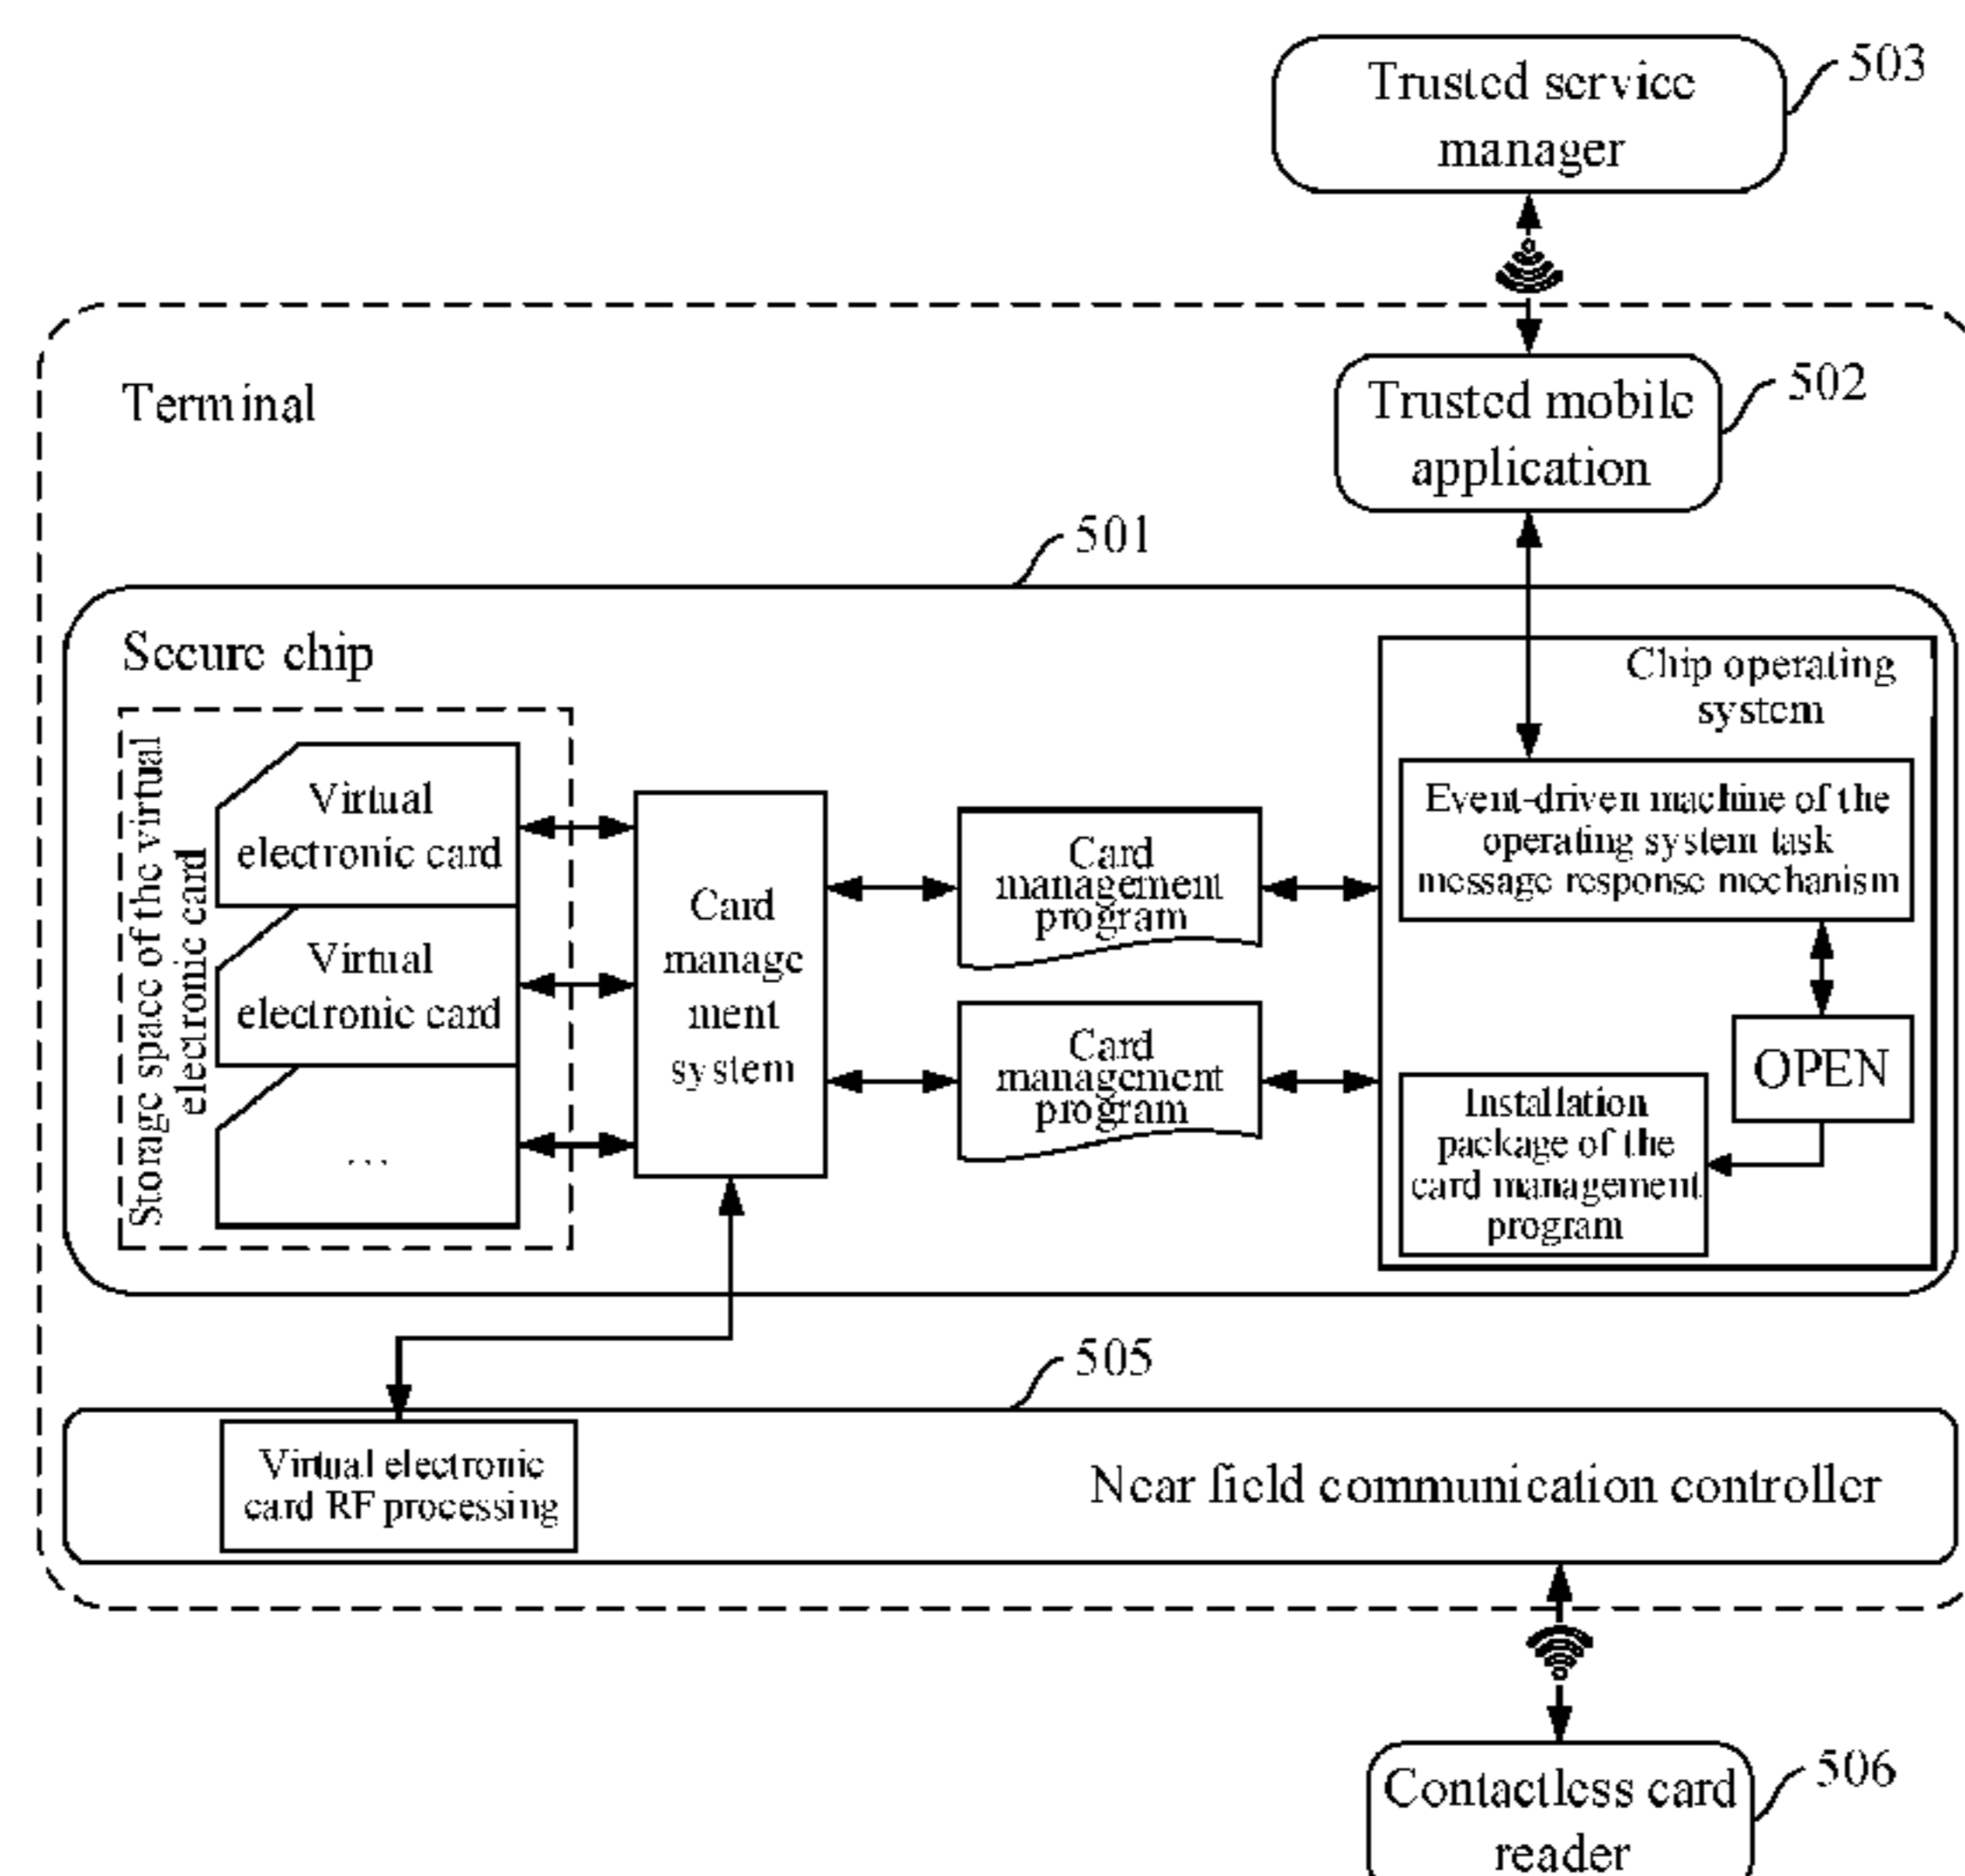 Trusted service
manager
503
Terminal
Trusted mobile
application
502
501
Secure chip
Chip operating
system
Storage space of the virtual
electronic card
Virtual
electronic card
Virtual
electronic card
...
Card
manage
ment
system
Card
management
program
Card
management
program
Event-driven machine of the
operating system task
message response mechanism
OPEN
Installation
package of the
card management
program
505
Virtual electronic
card RF processing
Near field communication controller
Contactless card
reader
506